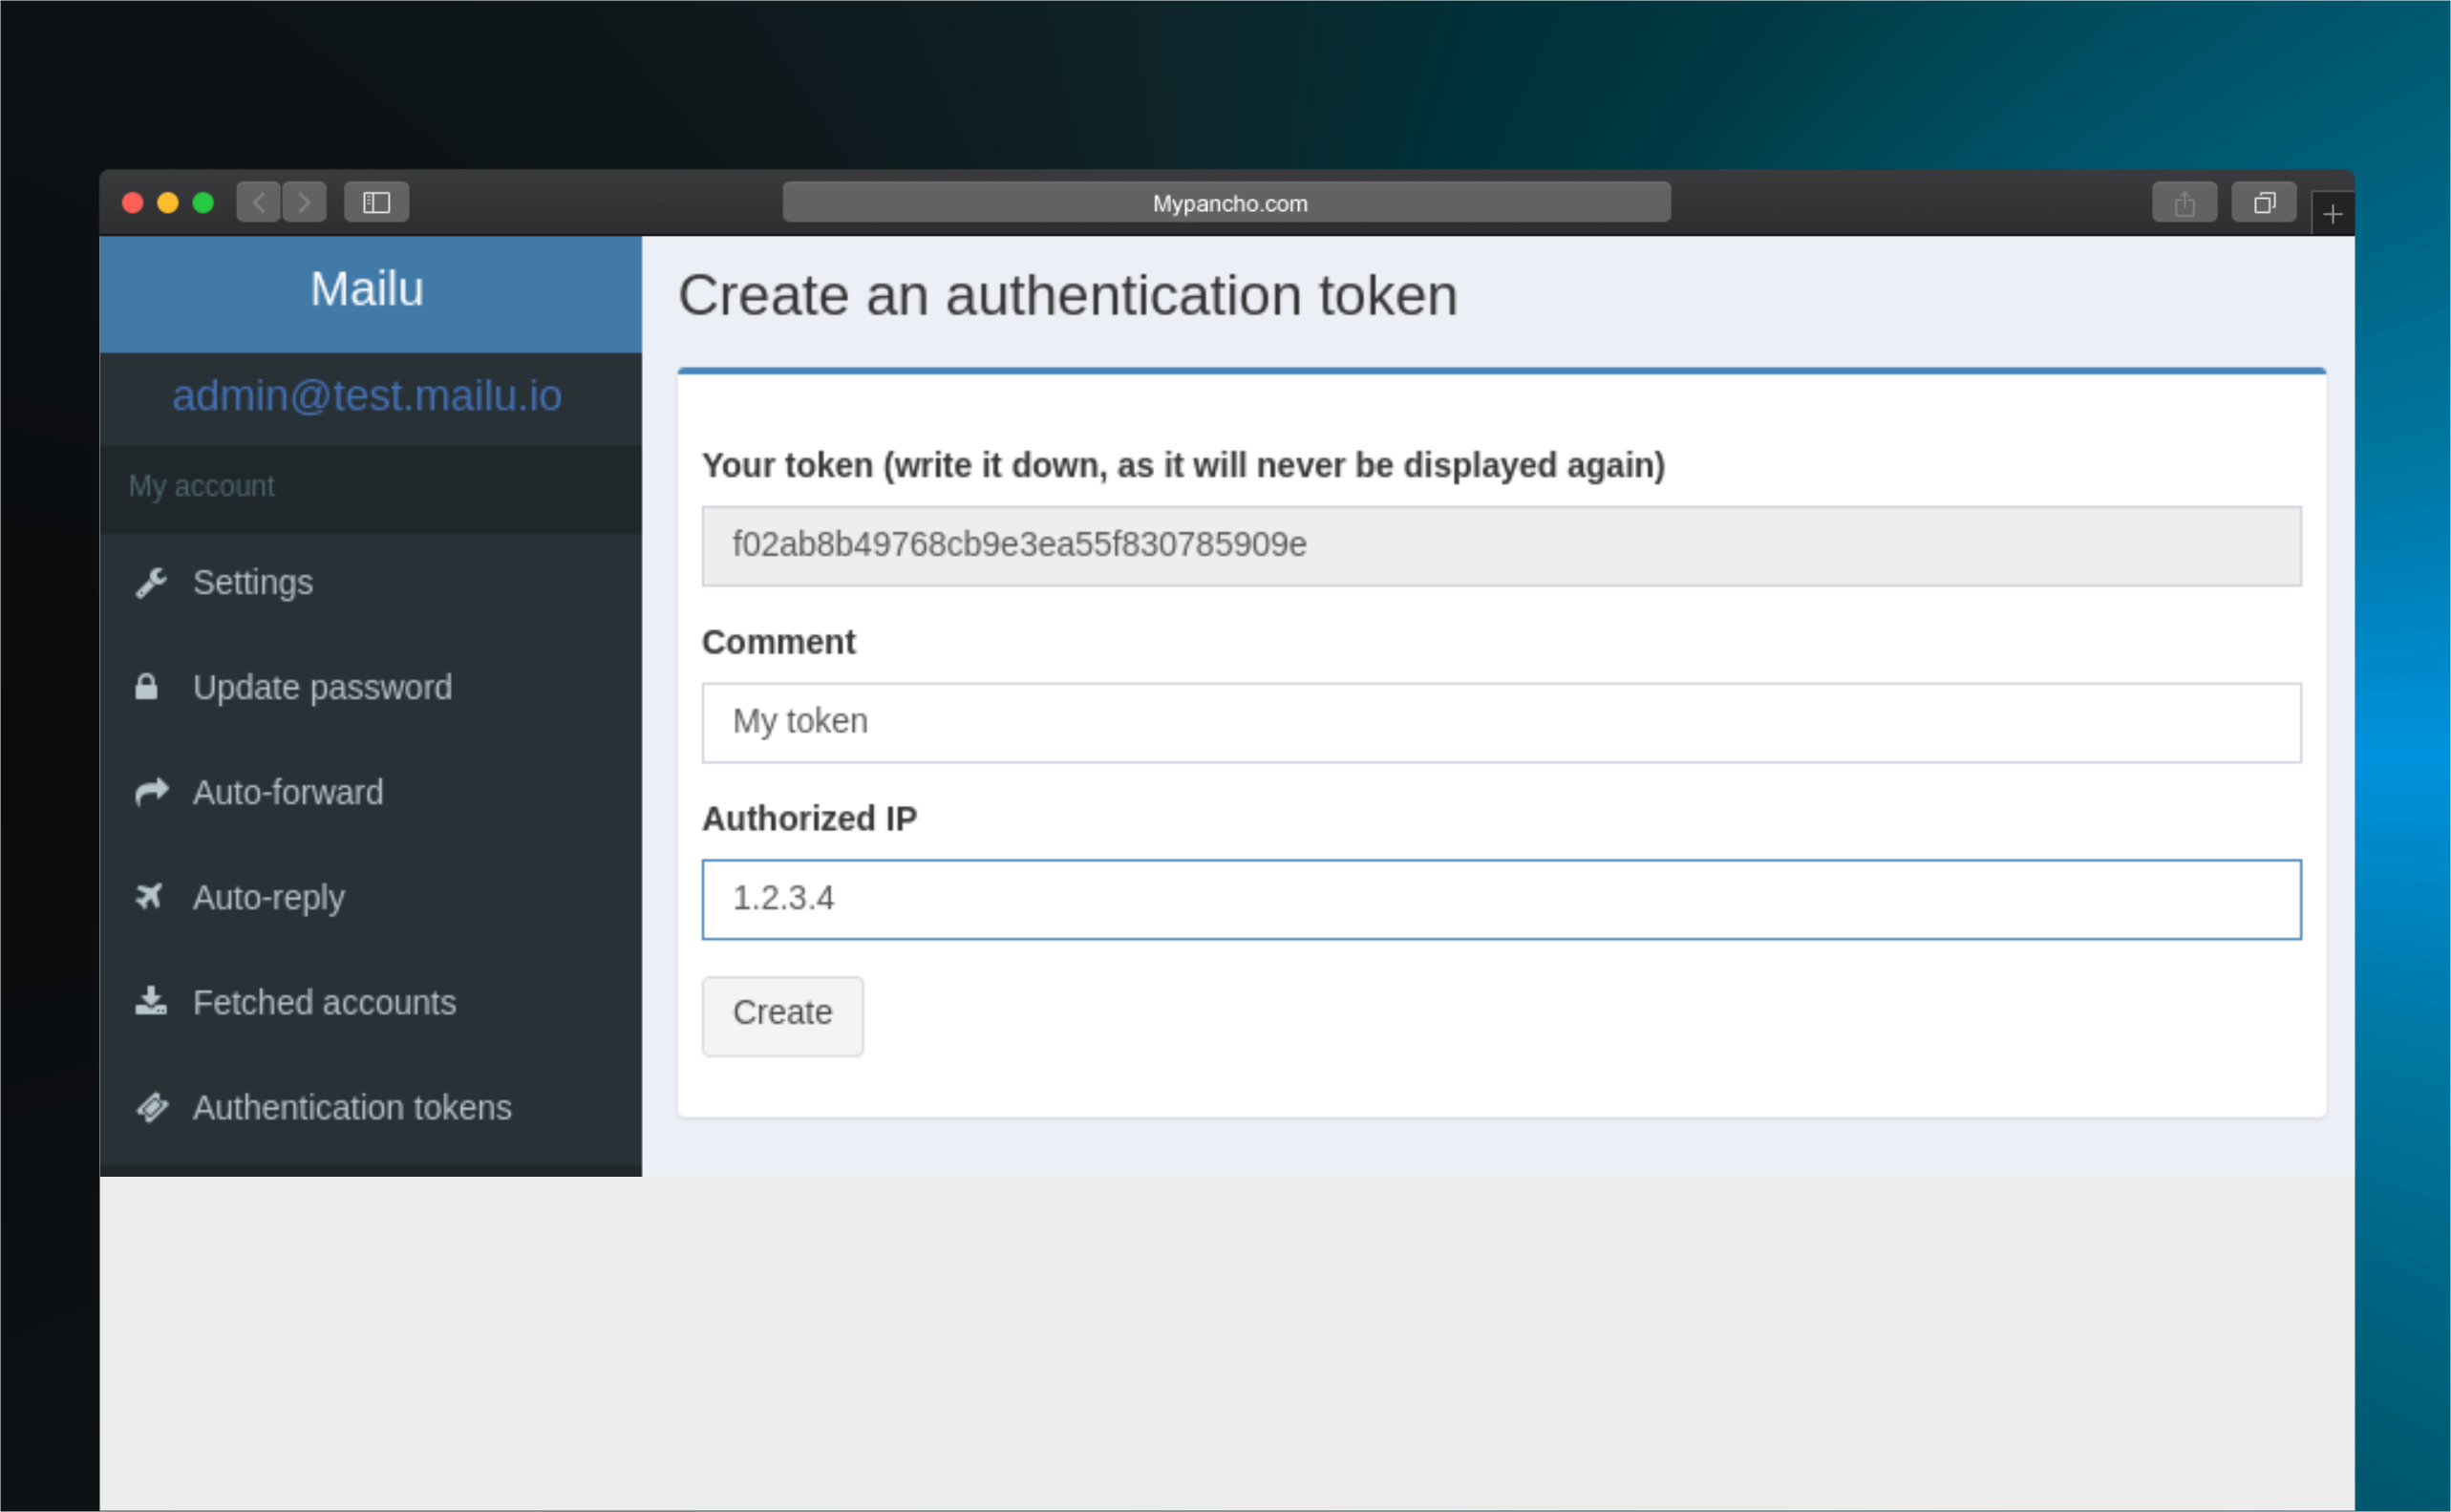 Mypancho.com
Mailu
admin@test.mailu.io
My account
Settings
Update password
Auto-forward
Auto-reply
Fetched accounts
Authentication tokens
Create an authentication token
Your token (write it down, as it will never be displayed again)
f02ab8b49768cb9e3ea55f830785909e
Comment
My token
Authorized IP
1.2.3.4
Create